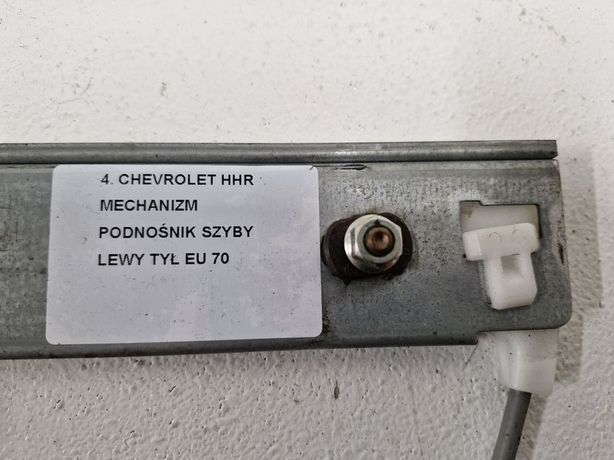 4. CHEVROLET HHR
MECHANIZM
PODNOŚNIK SZYBY
LEWY TYŁ EU 70